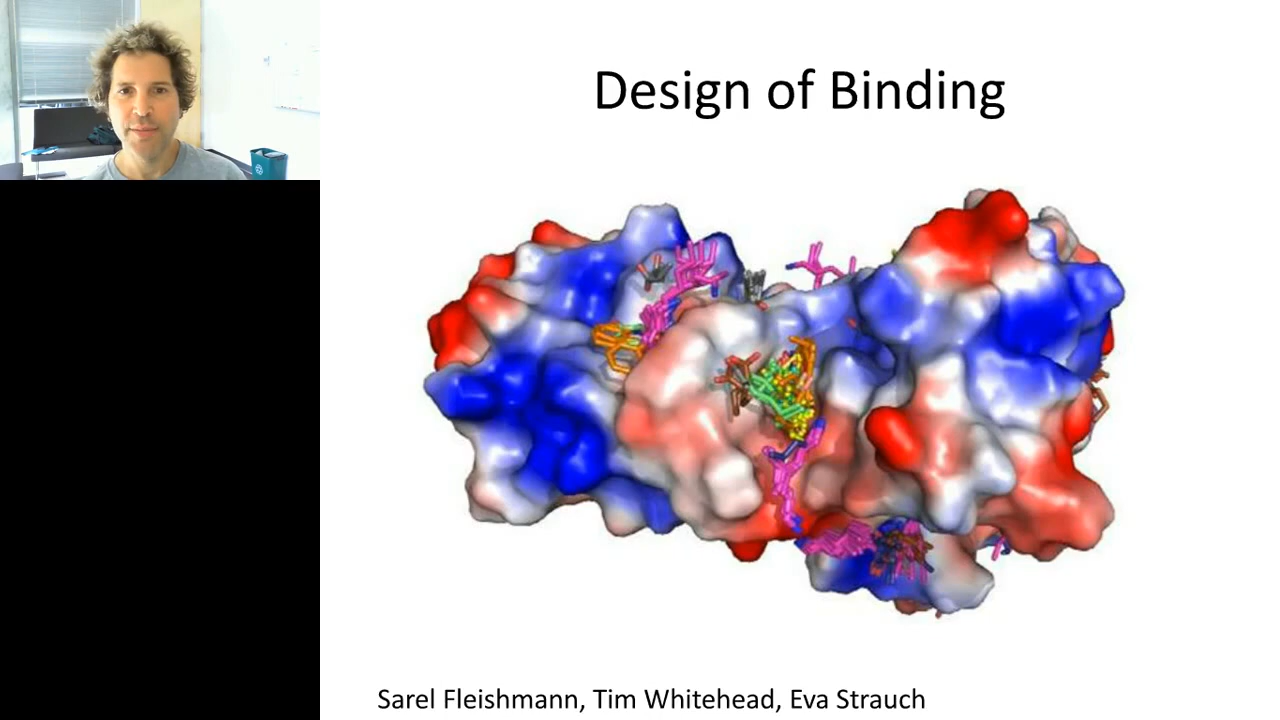 Design of Binding
Sarel Fleishmann, Tim Whitehead, Eva Strauch